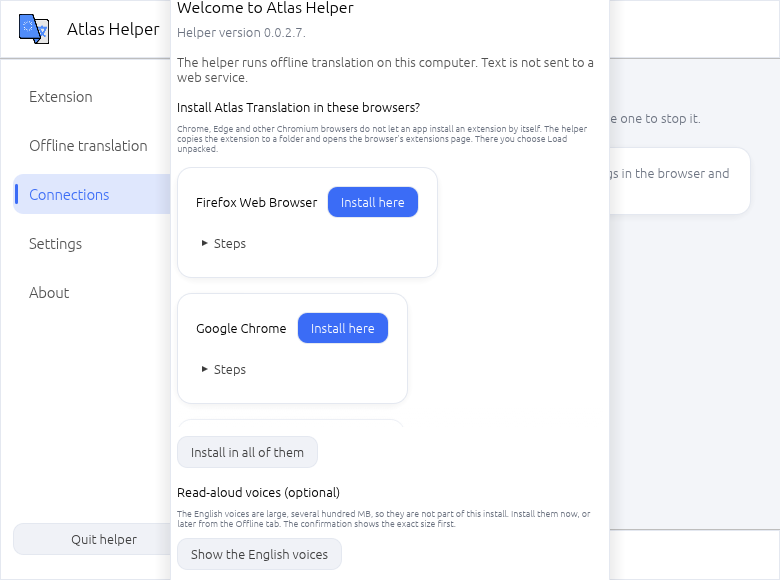 Atlas Helper
Extension
Offline translation
Connections
Settings
About
Quit helper
Welcome to Atlas Helper
Helper version 0.0.2.7.
The helper runs offline translation on this computer. Text is not sent to a
web service.
Install Atlas Translation in these browsers?
Chrome, Edge and other Chromium browsers do not let an app install an extension by itself. The helper
copies the extension to a folder and opens the browser's extensions page. There you choose Load
unpacked.
Firefox Web Browser
Install here
▸ Steps
Google Chrome
Install here
▸ Steps
Install in all of them
Read-aloud voices (optional)
The English voices are large, several hundred MB, so they are not part of this install. Install them now, or
later from the Offline tab. The confirmation shows the exact size first.
Show the English voices
e one to stop it.
gs in the browser and